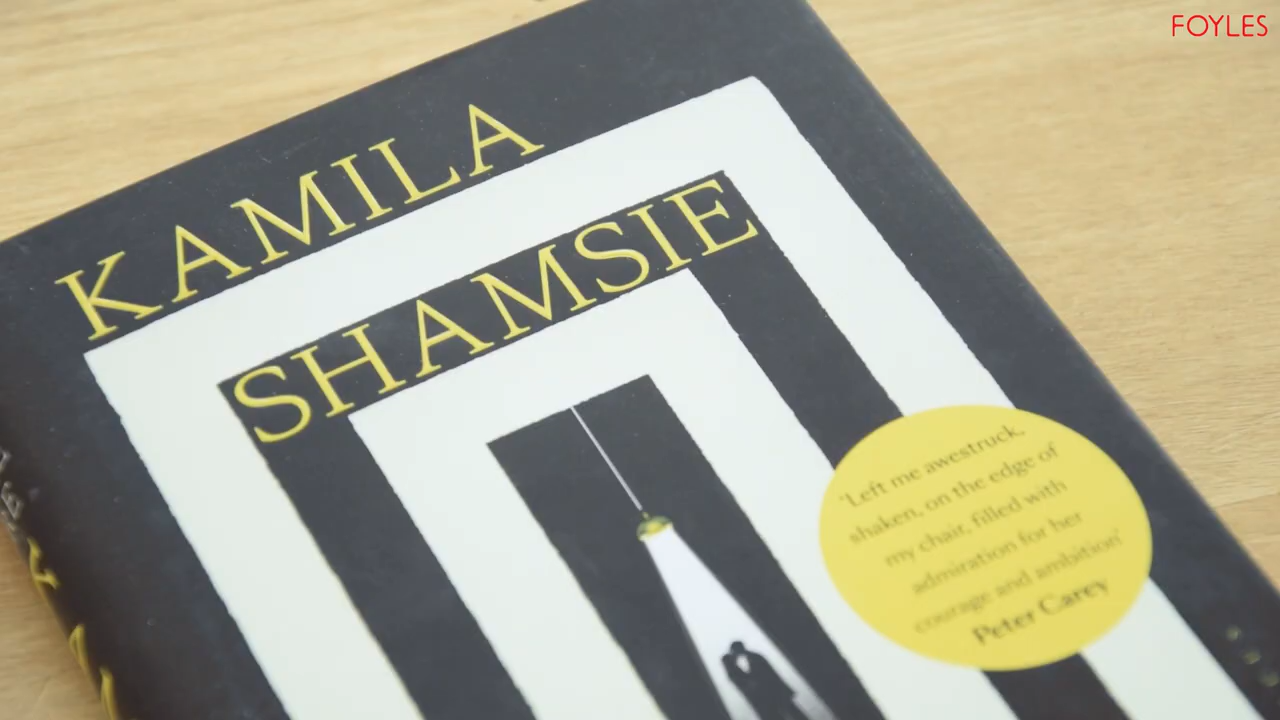 FOYLES
KAMILA
SHAMSIE
'Left me awestruck,
shaken, on the edge of
my chair, filled with
admiration for her
courage and ambition'
Peter Carey